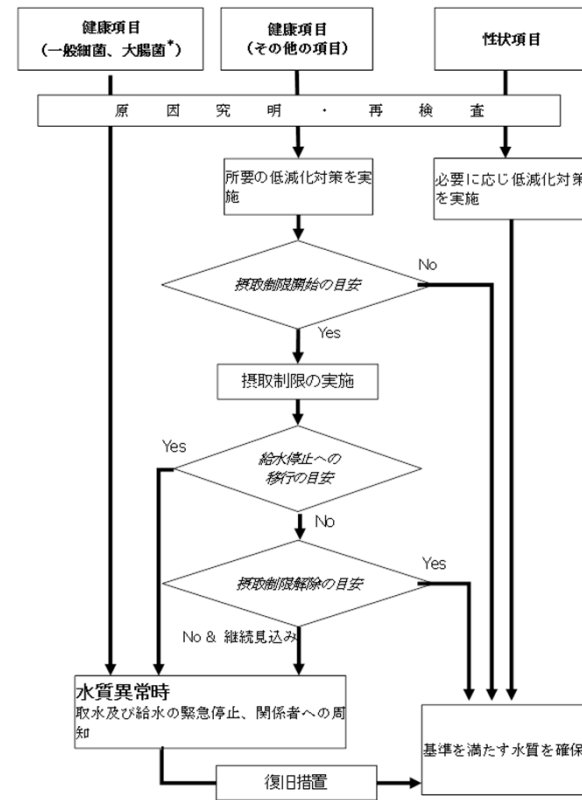 健康項目
（一般細菌、大腸菌*）
健康項目
（その他の項目）
性状項目
原因究明・再検査
所要の低減化対策を実
施
必要に応じ低減化対策
を実施
摂取制限開始の目安
No
Yes
摂取制限の実施
Yes
給水停止への
移行の目安
No
摂取制限解除の目安
Yes
No & 継続見込み
水質異常時
取水及び給水の緊急停止、関係者への周
知
基準を満たす水質を確保
復旧措置